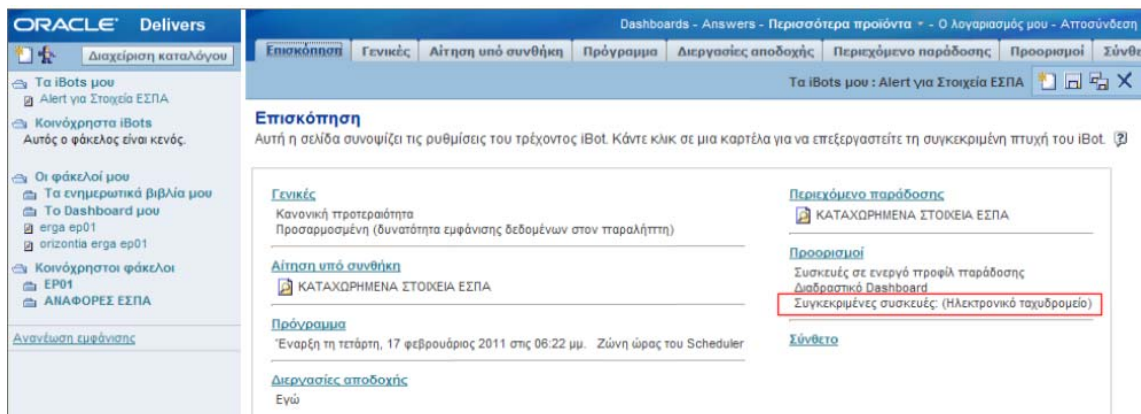 ORACLE Delivers
Dashboards - Answers - Περισσότερα προϊόντα - Ο λογαριασμός μου - Αποσύνδεση
Διαχείριση καταλόγου
Επισκόπηση Γενικές Αίτηση υπό συνθήκη Πρόγραμμα Διεργασίες αποδοχής Περιεχόμενο παράδοσης Προορισμοί Σύνθε
Τα iBots μου : Alert για Στοιχεία ΕΣΠΑ
Τα iBots μου
Alert για Στοιχεία ΕΣΠΑ
Κοινόχρηστα iBots
Αυτός ο φάκελος είναι κενός.
Οι φάκελοί μου
Τα ενημερωτικά βιβλία μου
Το Dashboard μου
erga ep01
orizontia erga ep01
Κοινόχρηστοι φάκελοι
EP01
ΑΝΑΦΟΡΕΣ ΕΣΠΑ
Ανανέωση εμφάνισης
Επισκόπηση
Αυτή η σελίδα συνοψίζει τις ρυθμίσεις του τρέχοντος iBot. Κάντε κλικ σε μια καρτέλα για να επεξεργαστείτε τη συγκεκριμένη πτυχή του iBot.
Γενικές
Κανονική προτεραιότητα
Προσαρμοσμένη (δυνατότητα εμφάνισης δεδομένων στον παραλήπτη)
Αίτηση υπό συνθήκη
ΚΑΤΑΧΩΡΗΜΕΝΑ ΣΤΟΙΧΕΙΑ ΕΣΠΑ
Πρόγραμμα
Έναρξη τη τετάρτη, 17 φεβρουάριος 2011 στις 06:22 μμ. Ζώνη ώρας του Scheduler
Διεργασίες αποδοχής
Εγώ
Περιεχόμενο παράδοσης
ΚΑΤΑΧΩΡΗΜΕΝΑ ΣΤΟΙΧΕΙΑ ΕΣΠΑ
Προορισμοί
Συσκευές σε ενεργό προφίλ παράδοσης
Διαδραστικό Dashboard
Συγκεκριμένες συσκευές: (Ηλεκτρονικό ταχυδρομείο)
Σύνθετο